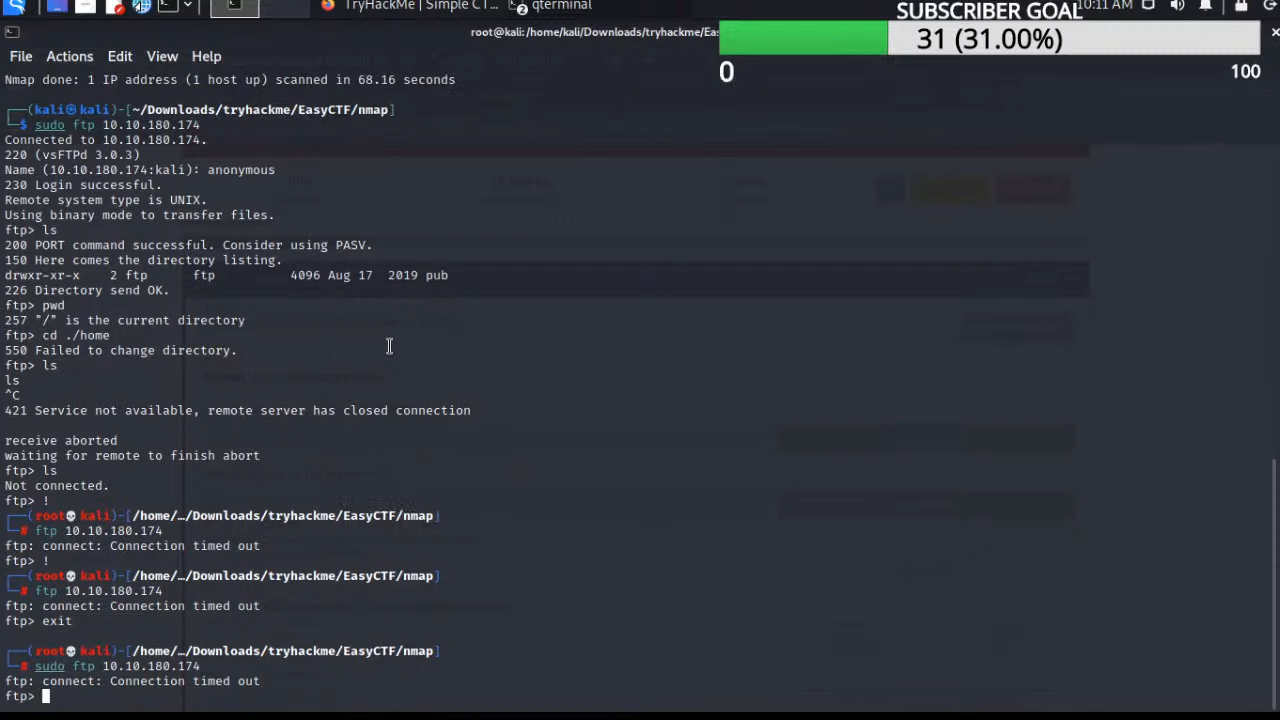 TryHackMe | Simple CT…
qterminal
10:11 AM
SUBSCRIBER GOAL
31 (31.00%)
0
100
root@kali:/home/kali/Downloads/tryhackme/Eas
File Actions Edit View Help
Nmap done: 1 IP address (1 host up) scanned in 68.16 seconds
┌──(kali㉿kali)-[~/Downloads/tryhackme/EasyCTF/nmap]
└─$ sudo ftp 10.10.180.174
Connected to 10.10.180.174.
220 (vsFTPd 3.0.3)
Name (10.10.180.174:kali): anonymous
230 Login successful.
Remote system type is UNIX.
Using binary mode to transfer files.
ftp> ls
200 PORT command successful. Consider using PASV.
150 Here comes the directory listing.
drwxr-xr-x    2 ftp      ftp          4096 Aug 17  2019 pub
226 Directory send OK.
ftp> pwd
257 "/" is the current directory
ftp> cd ./home
550 Failed to change directory.
ftp> ls
ls
^C
421 Service not available, remote server has closed connection
receive aborted
waiting for remote to finish abort
ftp> ls
Not connected.
ftp> !
┌──(root💀kali)-[/home/…/Downloads/tryhackme/EasyCTF/nmap]
└─# ftp 10.10.180.174
ftp: connect: Connection timed out
ftp> !
┌──(root💀kali)-[/home/…/Downloads/tryhackme/EasyCTF/nmap]
└─# ftp 10.10.180.174
ftp: connect: Connection timed out
ftp> exit
┌──(root💀kali)-[/home/…/Downloads/tryhackme/EasyCTF/nmap]
└─# sudo ftp 10.10.180.174
ftp: connect: Connection timed out
ftp>